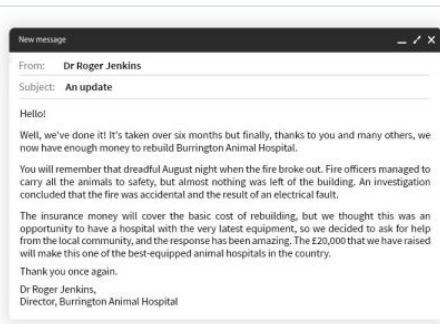 New message
From: Dr Roger Jenkins
Subject: An update
Hello!
Well, we've done it! It's taken over six months but finally, thanks to you and many others, we
now have enough money to rebuild Burrington Animal Hospital.
You will remember that dreadful August night when the fire broke out. Fire officers managed to
carry all the animals to safety, but almost nothing was left of the building. An investigation
concluded that the fire was accidental and the result of an electrical fault.
The insurance money will cover the basic cost of rebuilding, but we thought this was an
opportunity to have a hospital with the very latest equipment, so we decided to ask for help
from the local community, and the response has been amazing. The £20,000 that we have raised
will make this one of the best-equipped animal hospitals in the country.
Thank you once again.
Dr Roger Jenkins,
Director, Burrington Animal Hospital